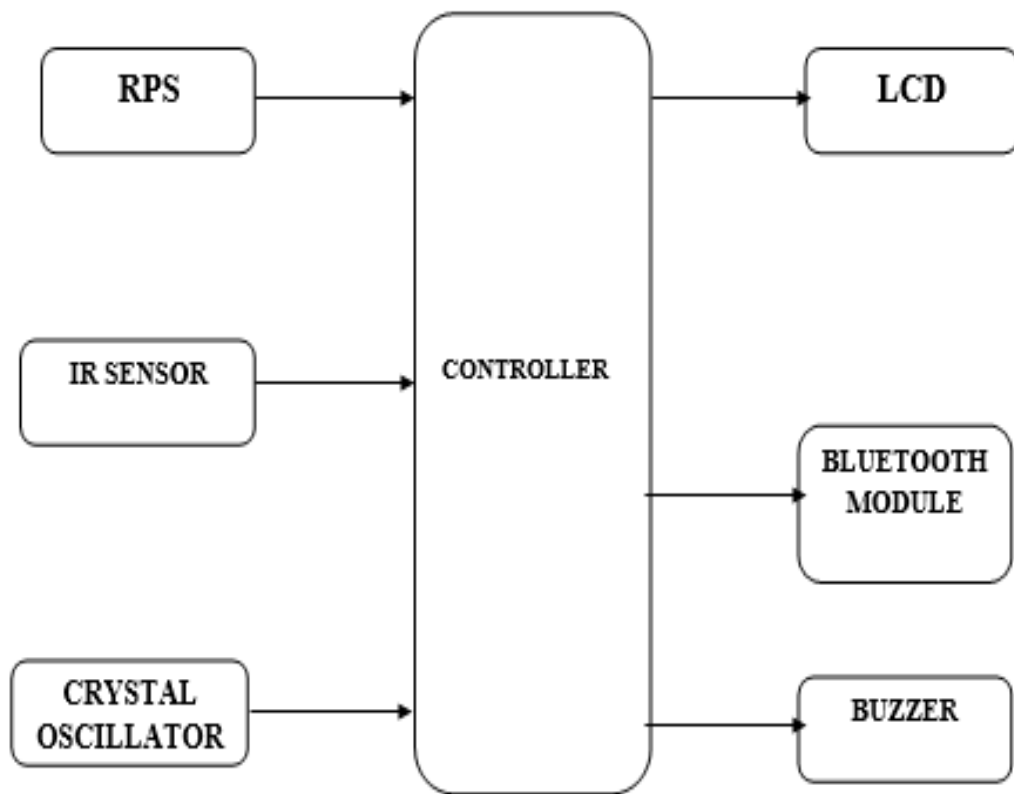 RPS
LCD
IR SENSOR
CONTROLLER
BLUETOOTH
MODULE
CRYSTAL
OSCILLATOR
BUZZER